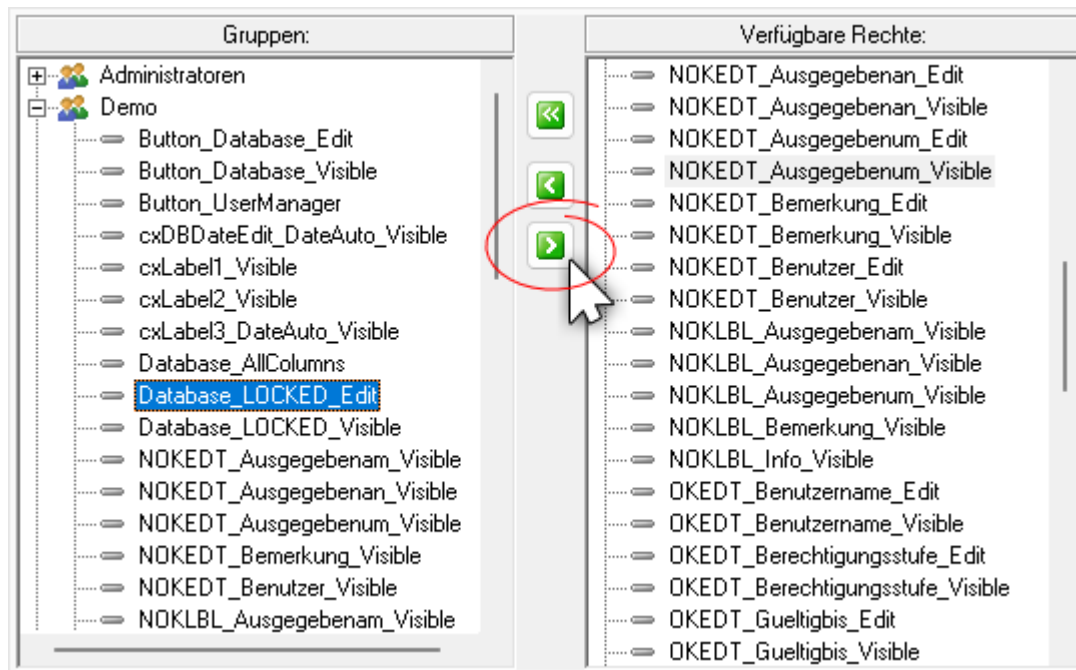 Gruppen:
Administratoren
Demo
Button_Database_Edit
Button_Database_Visible
Button_UserManager
cxDBDateEdit_DateAuto_Visible
cxLabel1_Visible
cxLabel2_Visible
cxLabel3_DateAuto_Visible
Database_AllColumns
Database_LOCKED_Edit
Database_LOCKED_Visible
NOKEDT_Ausgegebenam_Visible
NOKEDT_Ausgegebenan_Visible
NOKEDT_Ausgegebenum_Visible
NOKEDT_Bemerkung_Visible
NOKEDT_Benutzer_Visible
NOKLBL_Ausgegebenam_Visible
Verfügbare Rechte:
NOKEDT_Ausgegebenan_Edit
NOKEDT_Ausgegebenan_Visible
NOKEDT_Ausgegebenum_Edit
NOKEDT_Ausgegebenum_Visible
NOKEDT_Bemerkung_Edit
NOKEDT_Bemerkung_Visible
NOKEDT_Benutzer_Edit
NOKEDT_Benutzer_Visible
NOKLBL_Ausgegebenam_Visible
NOKLBL_Ausgegebenan_Visible
NOKLBL_Ausgegebenum_Visible
NOKLBL_Bemerkung_Visible
NOKLBL_Info_Visible
OKEDT_Benutzername_Edit
OKEDT_Benutzername_Visible
OKEDT_Berechtigungsstufe_Edit
OKEDT_Berechtigungsstufe_Visible
OKEDT_Gueltigbis_Edit
OKEDT_Gueltigbis_Visible